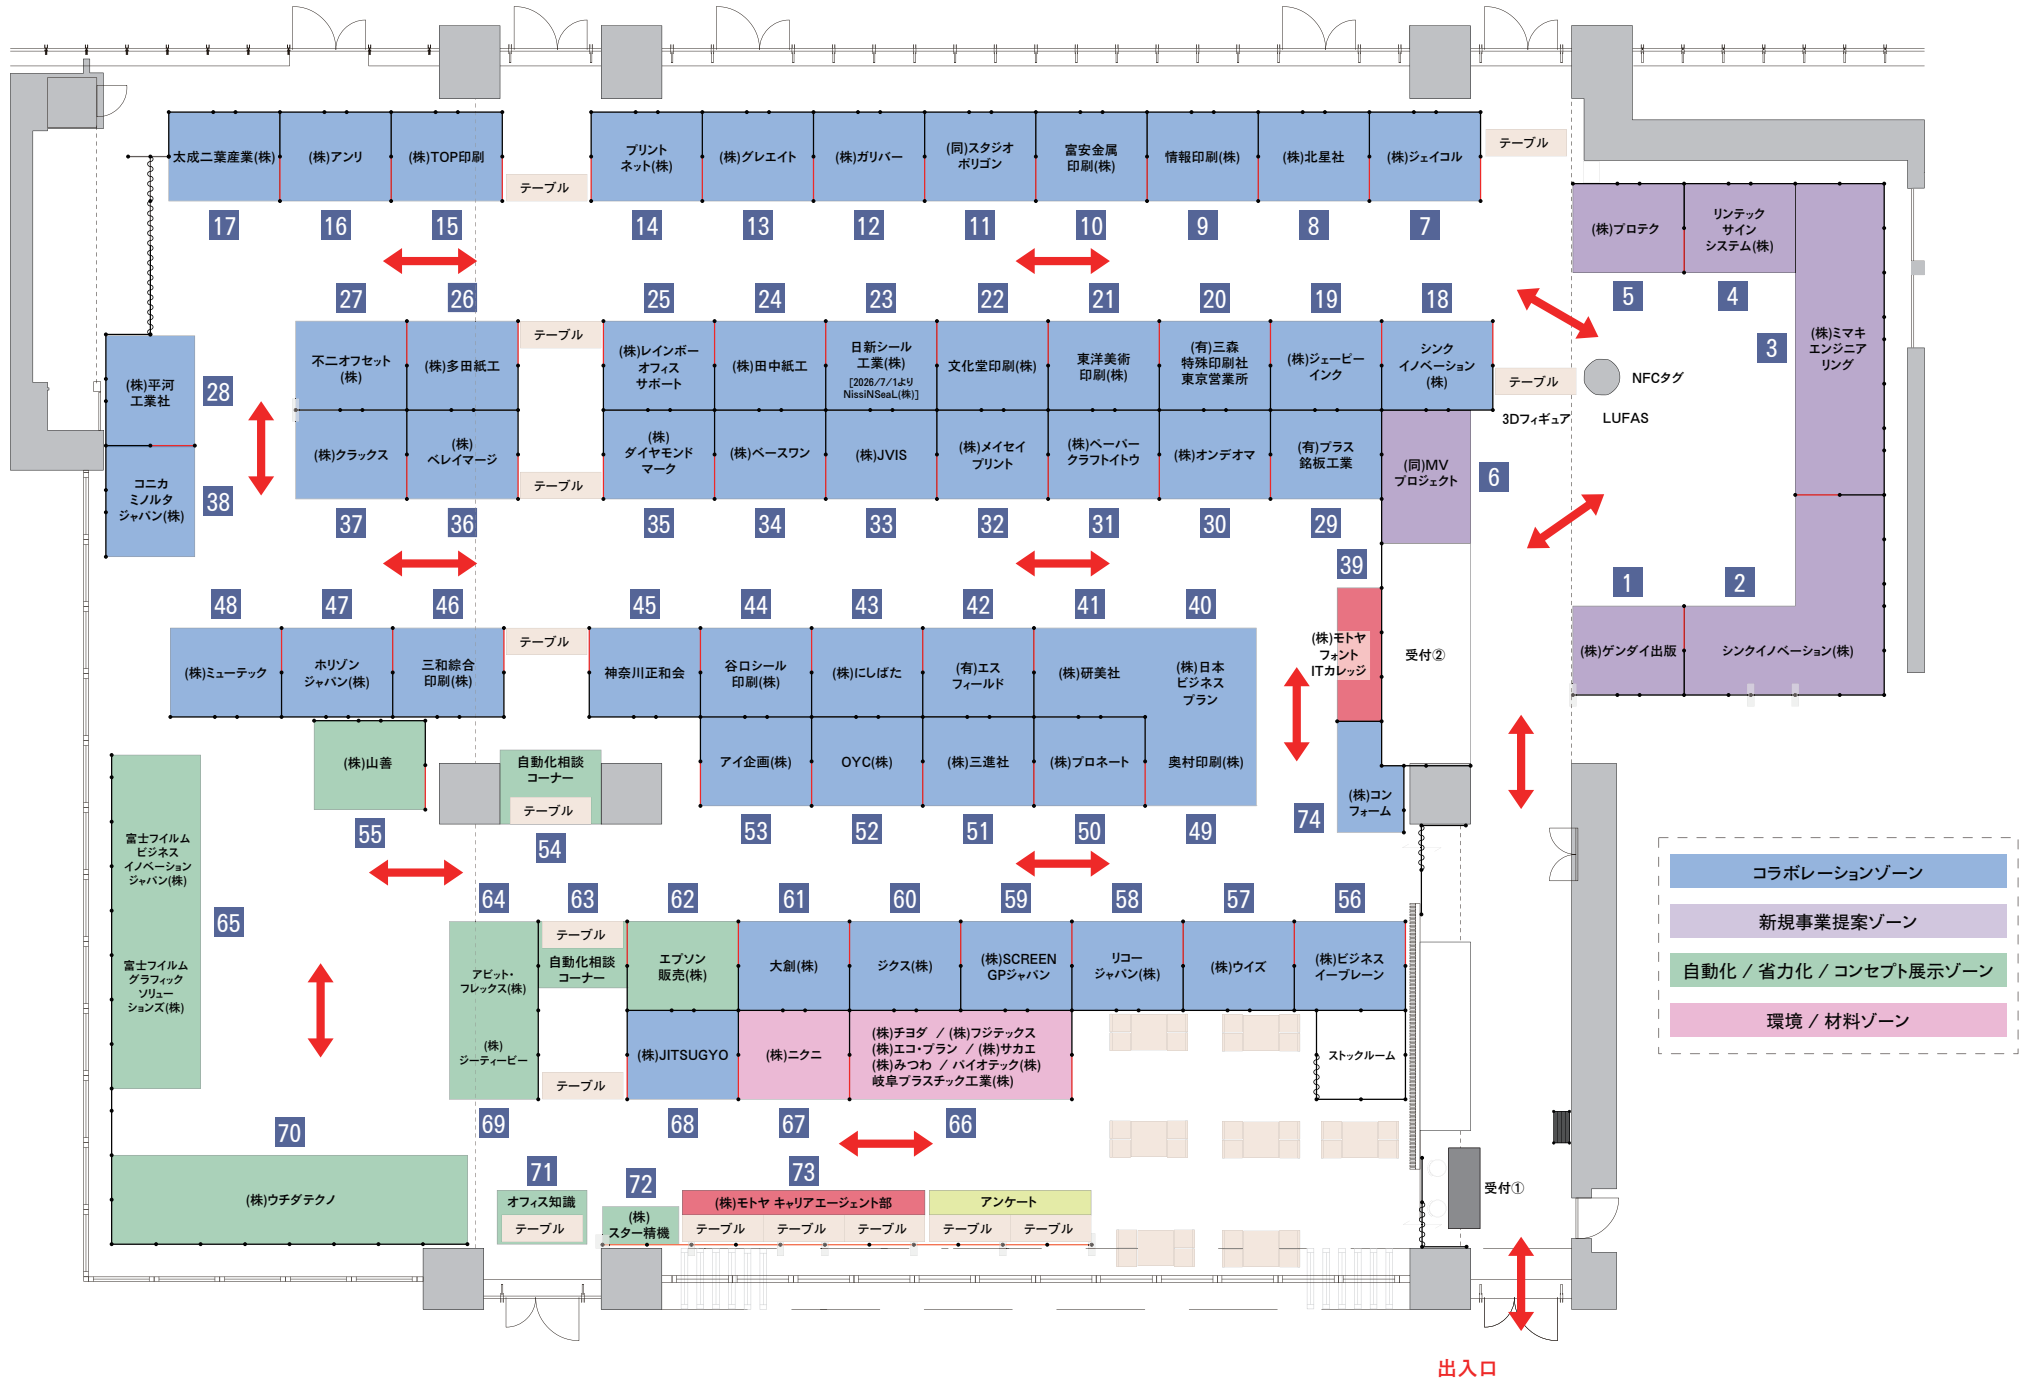 太成二葉産業(株)
(株)アンリ
(株)TOP印刷
テーブル
プリント
ネット(株)
(株)グレエイト
(株)ガリバー
(同)スタジオ
ポリゴン
富安金属
印刷(株)
情報印刷(株)
(株)北星社
(株)ジェイコル
テーブル
17
16
15
14
13
12
11
10
9
8
7
(株)プロテク
リンテック
サイン
システム(株)
5
4
3
(株)ミマキ
エンジニア
リング
27
26
25
24
23
22
21
20
19
18
不二オフセット
(株)
(株)多田紙工
テーブル
(株)レインボー
オフィス
サポート
(株)田中紙工
日新シール
工業(株)
[2026/7/1より
NissiNSeaL(株)]
文化堂印刷(株)
東洋美術
印刷(株)
(有)三森
特殊印刷社
東京営業所
(株)ジェービー
インク
シンク
イノベーション
(株)
テーブル
NFCタグ
3Dフィギュア
LUFAS
(株)平河
工業社
28
コニカ
ミノルタ
ジャパン(株)
38
(株)クラックス
(株)
ベレイマージ
テーブル
(株)
ダイヤモンド
マーク
(株)ベースワン
(株)JVIS
(株)メイセイ
プリント
(株)ペーパー
クラフトイトウ
(株)オンデオマ
(有)プラス
銘板工業
(同)MV
プロジェクト
6
37
36
35
34
33
32
31
30
29
39
(株)モトヤ
フォント
ITカレッジ
受付②
1
2
(株)ゲンダイ出版
シンクイノベーション(株)
48
47
46
45
44
43
42
41
40
(株)ミューテック
ホリゾン
ジャパン(株)
三和綜合
印刷(株)
テーブル
神奈川正和会
谷口シール
印刷(株)
(株)にしばた
(有)エス
フィールド
(株)研美社
(株)日本
ビジネス
プラン
(株)山善
55
自動化相談
コーナー
テーブル
54
アイ企画(株)
OYC(株)
(株)三進社
(株)プロネート
奥村印刷(株)
53
52
51
50
49
74
(株)コン
フォーム
富士フイルム
ビジネス
イノベーション
ジャパン(株)
65
富士フイルム
グラフィック
ソリュー
ションズ(株)
64
63
62
61
60
59
58
57
56
アビット・
フレックス(株)
テーブル
自動化相談
コーナー
エプソン
販売(株)
大創(株)
ジクス(株)
(株)SCREEN
GPジャパン
リコー
ジャパン(株)
(株)ウイズ
(株)ビジネス
イーブレーン
(株)
ジーティービー
テーブル
(株)JITSUGYO
(株)ニクニ
(株)チヨダ / (株)フジテックス
(株)エコ・プラン / (株)サカエ
(株)みつわ / バイオテック(株)
岐阜プラスチック工業(株)
ストックルーム
69
68
67
66
70
(株)ウチダテクノ
71
オフィス知識
テーブル
72
(株)
スター精機
73
(株)モトヤ キャリアエージェント部
テーブル
テーブル
テーブル
アンケート
テーブル
テーブル
受付①
出入口
コラボレーションゾーン
新規事業提案ゾーン
自動化 / 省力化 / コンセプト展示ゾーン
環境 / 材料ゾーン